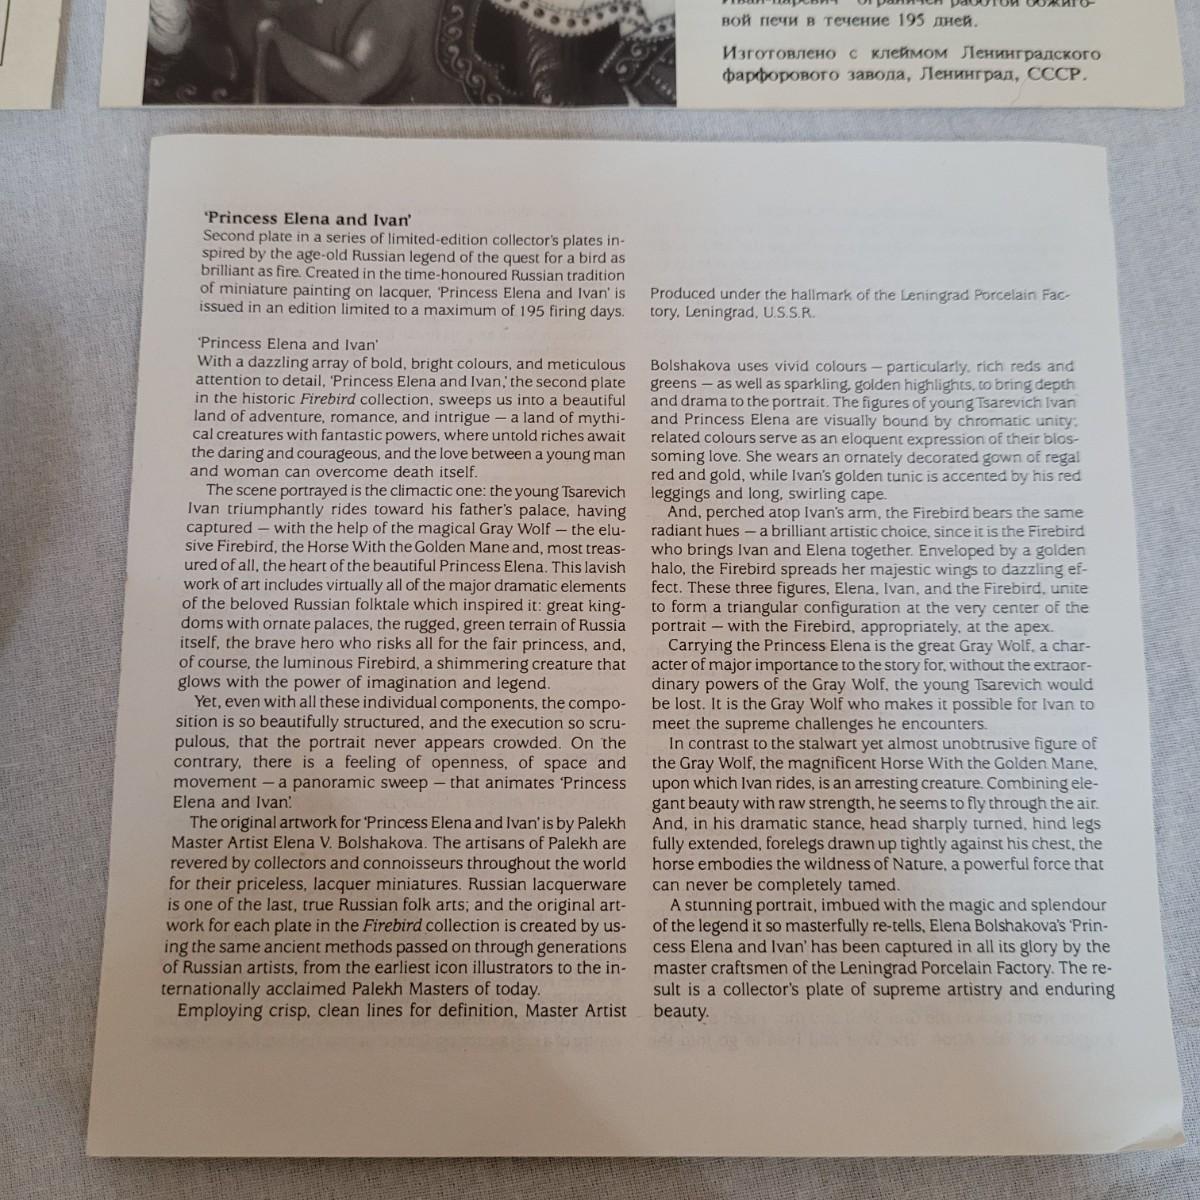 вой печи в течение 195 дней.
Изготовлено с клеймом Ленинградского
фарфорового завода, Ленинград, СССР.
'Princess Elena and Ivan'
Second plate in a series of limited-edition collector's plates in-
spired by the age-old Russian legend of the quest for a bird as
brilliant as fire. Created in the time-honoured Russian tradition
of miniature painting on lacquer, 'Princess Elena and Ivan' is
issued in an edition limited to a maximum of 195 firing days.
Produced under the hallmark of the Leningrad Porcelain Fac-
tory, Leningrad, U.S.S.R.
'Princess Elena and Ivan'
With a dazzling array of bold, bright colours, and meticulous
attention to detail, 'Princess Elena and Ivan,' the second plate
in the historic Firebird collection, sweeps us into a beautiful
land of adventure, romance, and intrigue — a land of mythi-
cal creatures with fantastic powers, where untold riches await
the daring and courageous, and the love between a young man
and woman can overcome death itself.
The scene portrayed is the climactic one: the young Tsarevich
Ivan triumphantly rides toward his father's palace, having
captured — with the help of the magical Gray Wolf — the elu-
sive Firebird, the Horse With the Golden Mane and, most treas-
ured of all, the heart of the beautiful Princess Elena. This lavish
work of art includes virtually all of the major dramatic elements
of the beloved Russian folktale which inspired it: great king-
doms with ornate palaces, the rugged, green terrain of Russia
itself, the brave hero who risks all for the fair princess, and,
of course, the luminous Firebird, a shimmering creature that
glows with the power of imagination and legend.
Yet, even with all these individual components, the compo-
sition is so beautifully structured, and the execution so scru-
pulous, that the portrait never appears crowded. On the
contrary, there is a feeling of openness, of space and
movement — a panoramic sweep — that animates 'Princess
Elena and Ivan'.
The original artwork for 'Princess Elena and Ivan' is by Palekh
Master Artist Elena V. Bolshakova. The artisans of Palekh are
revered by collectors and connoisseurs throughout the world
for their priceless, lacquer miniatures. Russian lacquerware
is one of the last, true Russian folk arts; and the original art-
work for each plate in the Firebird collection is created by us-
ing the same ancient methods passed on through generations
of Russian artists, from the earliest icon illustrators to the in-
ternationally acclaimed Palekh Masters of today.
Employing crisp, clean lines for definition, Master Artist
Bolshakova uses vivid colours — particularly, rich reds and
greens — as well as sparkling, golden highlights, to bring depth
and drama to the portrait. The figures of young Tsarevich Ivan
and Princess Elena are visually bound by chromatic unity;
related colours serve as an eloquent expression of their blos-
soming love. She wears an ornately decorated gown of regal
red and gold, while Ivan's golden tunic is accented by his red
leggings and long, swirling cape.
And, perched atop Ivan's arm, the Firebird bears the same
radiant hues — a brilliant artistic choice, since it is the Firebird
who brings Ivan and Elena together. Enveloped by a golden
halo, the Firebird spreads her majestic wings to dazzling ef-
fect. These three figures, Elena, Ivan, and the Firebird, unite
to form a triangular configuration at the very center of the
portrait — with the Firebird, appropriately, at the apex.
Carrying the Princess Elena is the great Gray Wolf, a char-
acter of major importance to the story for, without the extraor-
dinary powers of the Gray Wolf, the young Tsarevich would
be lost. It is the Gray Wolf who makes it possible for Ivan to
meet the supreme challenges he encounters.
In contrast to the stalwart yet almost unobtrusive figure of
the Gray Wolf, the magnificent Horse With the Golden Mane,
upon which Ivan rides, is an arresting creature. Combining ele-
gant beauty with raw strength, he seems to fly through the air.
And, in his dramatic stance, head sharply turned, hind legs
fully extended, forelegs drawn up tightly against his chest, the
horse embodies the wildness of Nature, a powerful force that
can never be completely tamed.
A stunning portrait, imbued with the magic and splendour
of the legend it so masterfully re-tells, Elena Bolshakova's 'Prin-
cess Elena and Ivan' has been captured in all its glory by the
master craftsmen of the Leningrad Porcelain Factory. The re-
sult is a collector's plate of supreme artistry and enduring
beauty.